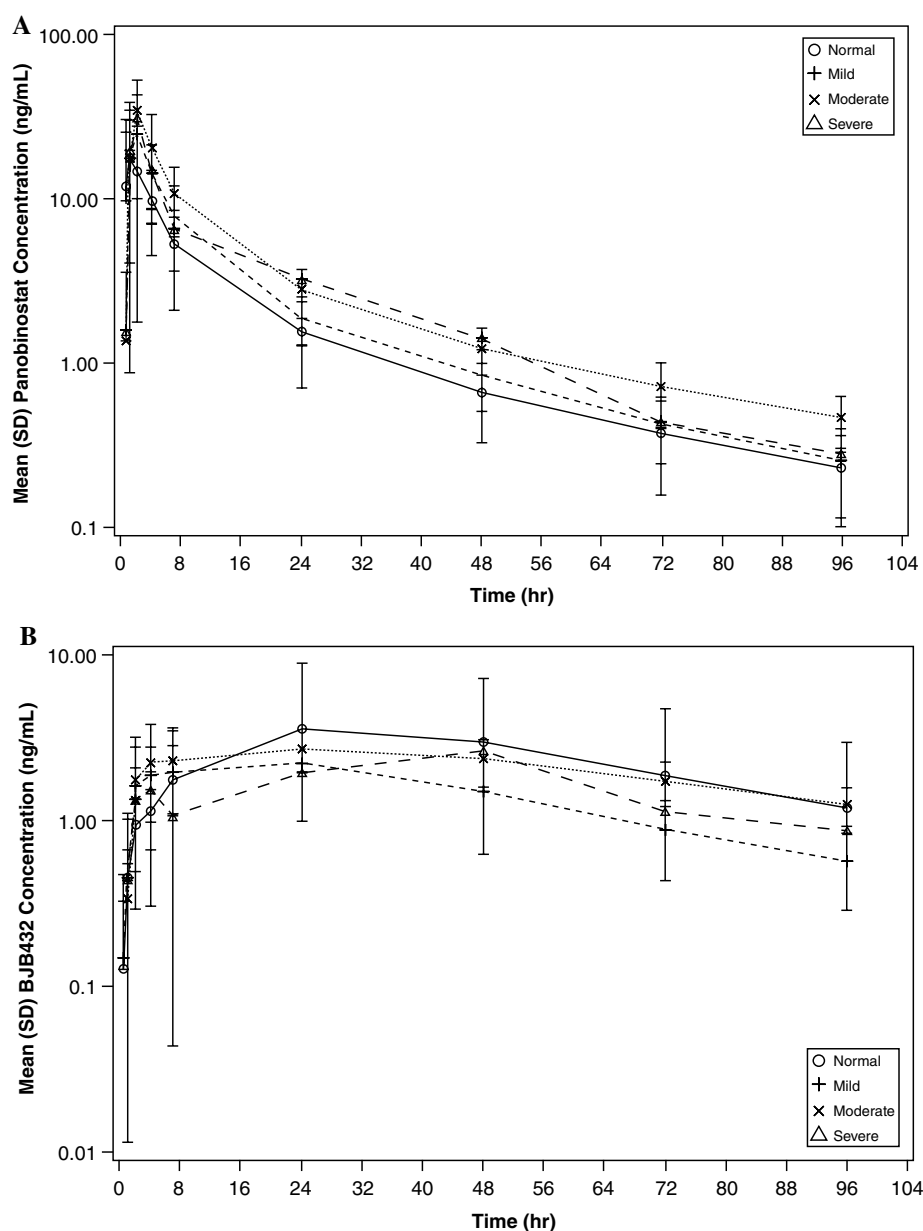 A
Mean (SD) Panobinostat Concentration (ng/mL)
100.00
10.00
1.00
0.1
Normal
Mild
Moderate
Severe
0 8 16 24 32 40 48 56 64 72 80 88 96 104
Time (hr)
B
Mean (SD) BJB432 Concentration (ng/mL)
10.00
1.00
0.1
0.01
Normal
Mild
Moderate
Severe
0 8 16 24 32 40 48 56 64 72 80 88 96 104
Time (hr)